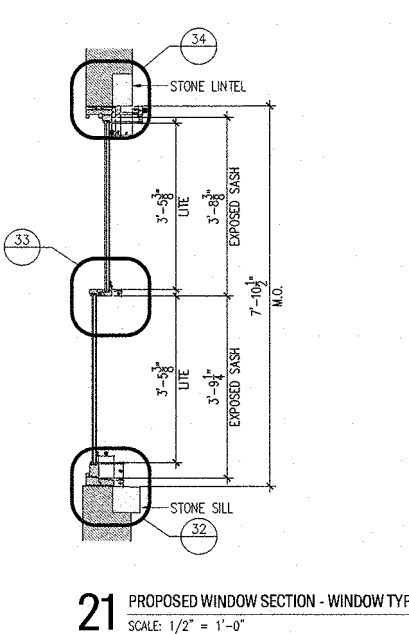 34
STONE LINTEL
3'-5 3/8"
LITE
3'-8 3/8"
EXPOSED SASH
33
7'-10 1/2"
M.O.
3'-5 3/8"
LITE
3'-9 1/4"
EXPOSED SASH
STONE SILL
32
21 PROPOSED WINDOW SECTION - WINDOW TYP
SCALE: 1/2" = 1'-0"